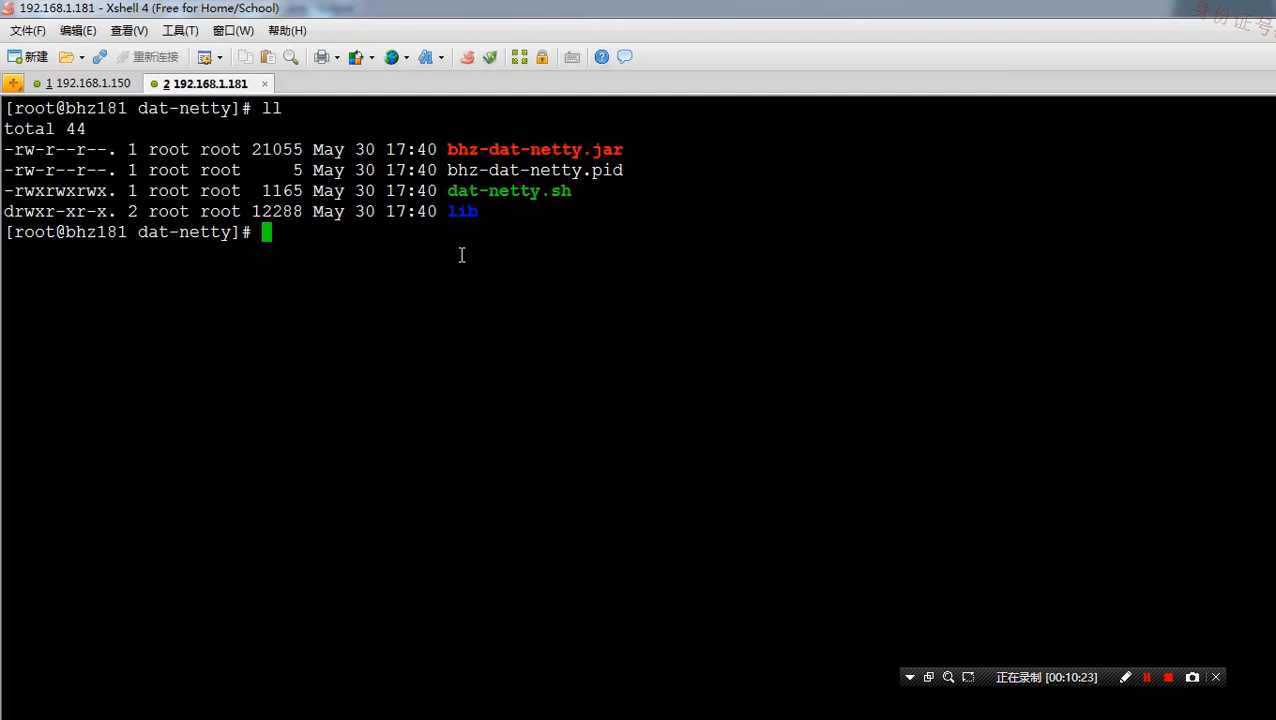 192.168.1.181 - Xshell 4 (Free for Home/School)
身份证号
文件(F) 编辑(E) 查看(V) 工具(T) 窗口(W) 帮助(H)
新建 重新连接
1 192.168.1.150 2 192.168.1.181 ×
[root@bhz181 dat-netty]# ll
total 44
-rw-r--r--. 1 root root 21055 May 30 17:40 bhz-dat-netty.jar
-rw-r--r--. 1 root root     5 May 30 17:40 bhz-dat-netty.pid
-rwxrwxrwx. 1 root root  1165 May 30 17:40 dat-netty.sh
drwxr-xr-x. 2 root root 12288 May 30 17:40 lib
[root@bhz181 dat-netty]#
正在录制 [00:10:23]